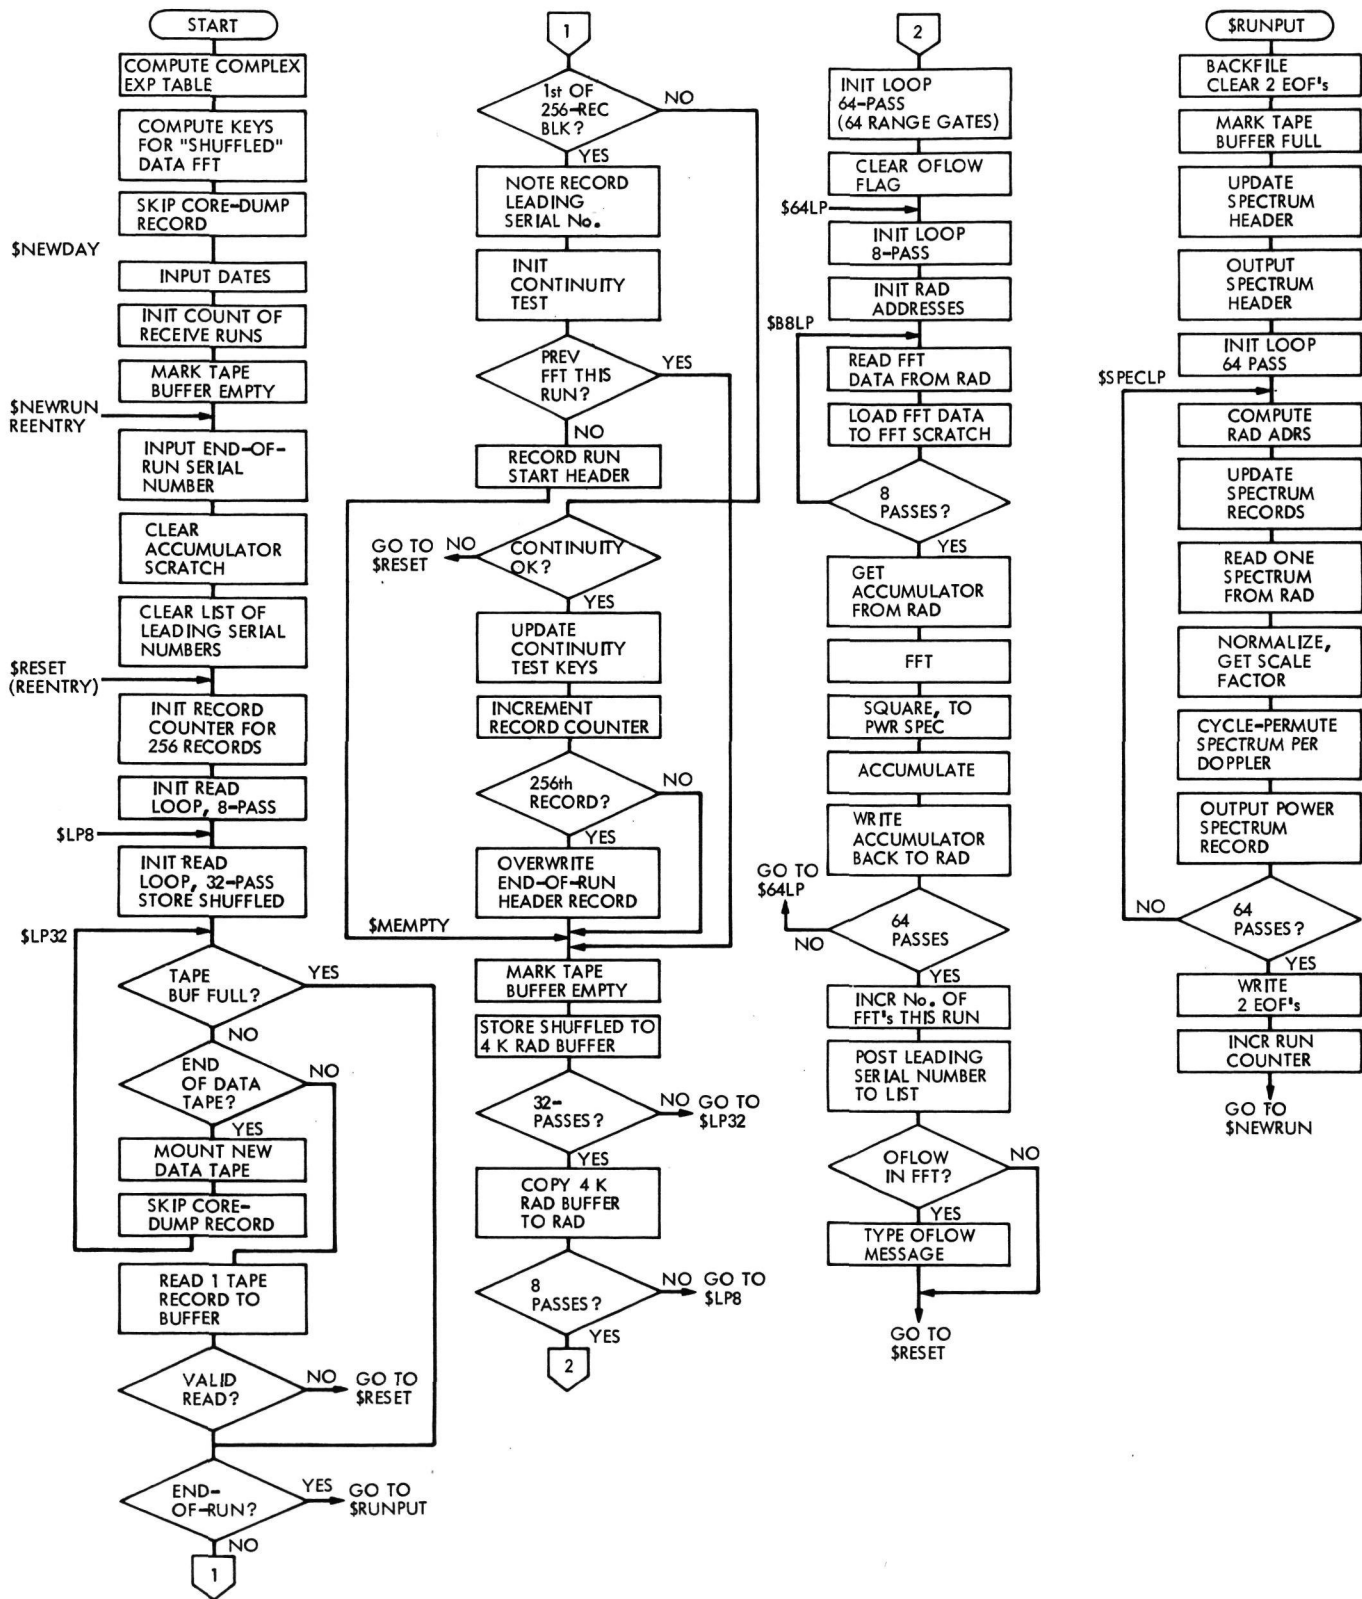 START
COMPUTE COMPLEX
EXP TABLE
COMPUTE KEYS
FOR "SHUFFLED"
DATA FFT
SKIP CORE-DUMP
RECORD
$NEWDAY
INPUT DATES
INIT COUNT OF
RECEIVE RUNS
MARK TAPE
BUFFER EMPTY
$NEWRUN
REENTRY
INPUT END-OF-
RUN SERIAL
NUMBER
CLEAR
ACCUMULATOR
SCRATCH
CLEAR LIST OF
LEADING SERIAL
NUMBERS
$RESET
(REENTRY)
INIT RECORD
COUNTER FOR
256 RECORDS
INIT READ
LOOP, 8-PASS
$LP8
INIT READ
LOOP, 32-PASS
STORE SHUFFLED
$LP32
TAPE
BUF FULL?
YES
NO
END
OF DATA
TAPE?
NO
YES
MOUNT NEW
DATA TAPE
SKIP CORE-
DUMP RECORD
READ 1 TAPE
RECORD TO
BUFFER
VALID
READ?
NO GO TO
$RESET
END-
OF-RUN?
YES GO TO
$RUNPUT
NO
1
1
1st OF
256-REC
BLK?
NO
YES
NOTE RECORD
LEADING
SERIAL No.
INIT
CONTINUITY
TEST
PREV
FFT THIS
RUN?
YES
NO
RECORD RUN
START HEADER
CONTINUITY
OK?
GO TO NO
$RESET
YES
UPDATE
CONTINUITY
TEST KEYS
INCREMENT
RECORD COUNTER
256th
RECORD?
NO
YES
OVERWRITE
END-OF-RUN
HEADER RECORD
$MEMPTY
MARK TAPE
BUFFER EMPTY
STORE SHUFFLED TO
4 K RAD BUFFER
32-
PASSES?
NO GO TO
$LP32
YES
COPY 4 K
RAD BUFFER
TO RAD
8
PASSES?
NO GO TO
$LP8
YES
2
2
INIT LOOP
64-PASS
(64 RANGE GATES)
CLEAR OFLOW
FLAG
$64LP
INIT LOOP
8-PASS
INIT RAD
ADDRESSES
$B8LP
READ FFT
DATA FROM RAD
LOAD FFT DATA
TO FFT SCRATCH
8
PASSES?
YES
GET
ACCUMULATOR
FROM RAD
FFT
SQUARE, TO
PWR SPEC
ACCUMULATE
WRITE
ACCUMULATOR
BACK TO RAD
GO TO
$64LP
64
PASSES
NO
YES
INCR No. OF
FFT's THIS RUN
POST LEADING
SERIAL NUMBER
TO LIST
OFLOW
IN FFT?
NO
YES
TYPE OFLOW
MESSAGE
GO TO
$RESET
$RUNPUT
BACKFILE
CLEAR 2 EOF's
MARK TAPE
BUFFER FULL
UPDATE
SPECTRUM
HEADER
OUTPUT
SPECTRUM
HEADER
INIT LOOP
64 PASS
$SPECLP
COMPUTE
RAD ADRS
UPDATE
SPECTRUM
RECORDS
READ ONE
SPECTRUM
FROM RAD
NORMALIZE,
GET SCALE
FACTOR
CYCLE-PERMUTE
SPECTRUM PER
DOPPLER
OUTPUT POWER
SPECTRUM
RECORD
64
PASSES?
NO
YES
WRITE
2 EOF's
INCR RUN
COUNTER
GO TO
$NEWRUN